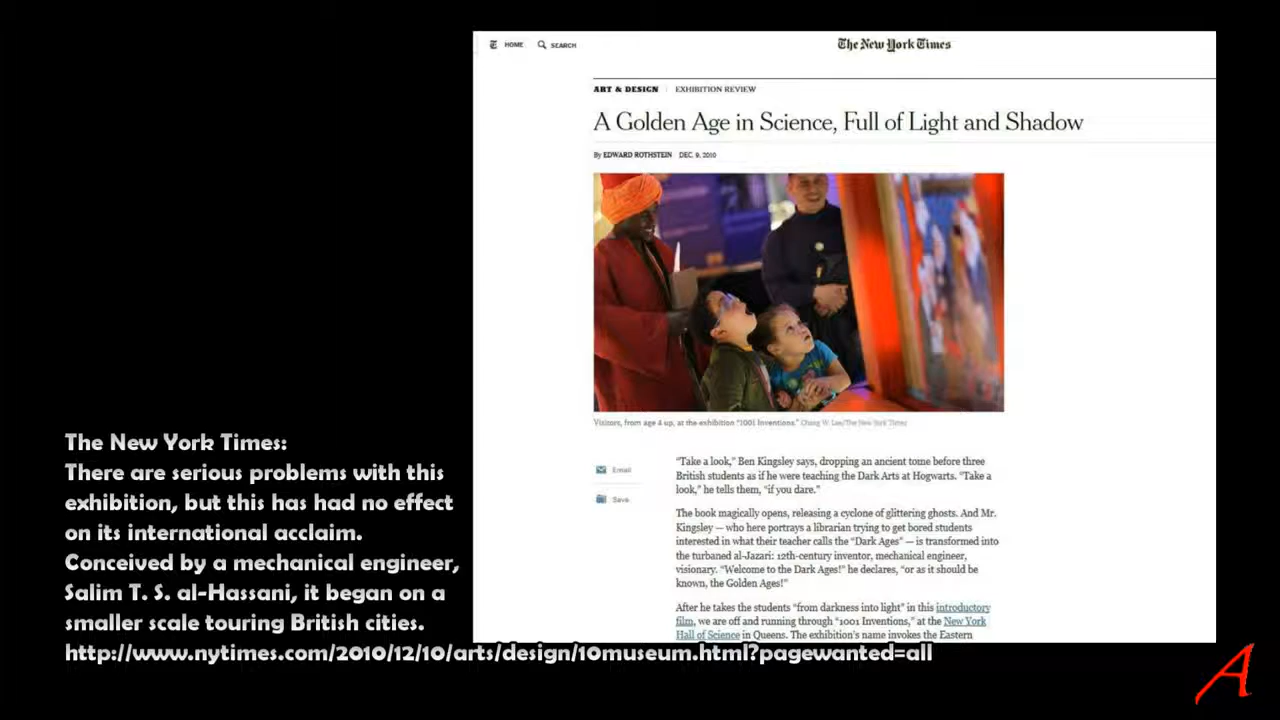 HOME SEARCH The New York Times
ART & DESIGN | EXHIBITION REVIEW
A Golden Age in Science, Full of Light and Shadow
By EDWARD ROTHSTEIN DEC. 9, 2010
Visitors, from age 4 up, at the exhibition "1001 Inventions." Chang W. Lee/The New York Times
Email
Save
“Take a look,” Ben Kingsley says, dropping an ancient tome before three
British students as if he were teaching the Dark Arts at Hogwarts. “Take a
look,” he tells them, “if you dare.”
The book magically opens, releasing a cyclone of glittering ghosts. And Mr.
Kingsley — who here portrays a librarian trying to get bored students
interested in what their teacher calls the “Dark Ages” — is transformed into
the turbaned al-Jazari: 12th-century inventor, mechanical engineer,
visionary. “Welcome to the Dark Ages!” he declares, “or as it should be
known, the Golden Ages!”
After he takes the students “from darkness into light” in this introductory
film, we are off and running through “1001 Inventions,” at the New York
Hall of Science in Queens. The exhibition’s name invokes the Eastern
The New York Times:
There are serious problems with this
exhibition, but this has had no effect
on its international acclaim.
Conceived by a mechanical engineer,
Salim T. S. al-Hassani, it began on a
smaller scale touring British cities.
http://www.nytimes.com/2010/12/10/arts/design/10museum.html?pagewanted=all
A